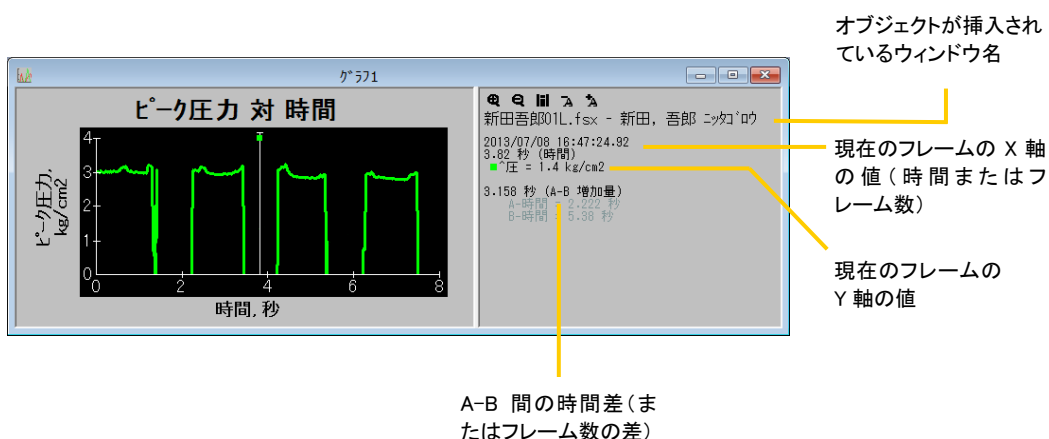 オブジェクトが挿入され
ているウィンドウ名
グラフ1
ピーク圧力 対 時間
4
3
2
1
0
ピーク圧力,
kg/cm2
0 2 4 6 8
時間, 秒
新田吾郎01L.fsx - 新田, 吾郎 ニッタゴロウ
2013/07/08 16:47:24.92
3.82 秒 (時間)
^圧 = 1.4 kg/cm2
3.158 秒 (A-B 増加量)
A-時間 = 2.222 秒
B-時間 = 5.38 秒
現在のフレームの X 軸
の値(時間またはフ
レーム数)
現在のフレームの
Y 軸の値
A-B 間の時間差(ま
たはフレーム数の差)